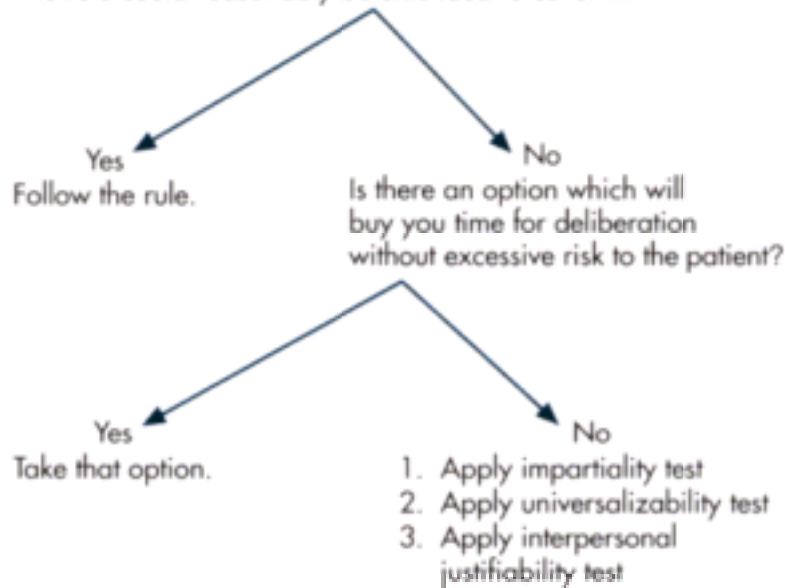 Yes
Follow the rule.
No
Is there an option which will
buy you time for deliberation
without excessive risk to the patient?
Yes
Take that option.
No
1. Apply impartiality test
2. Apply universalizability test
3. Apply interpersonal
justifiability test